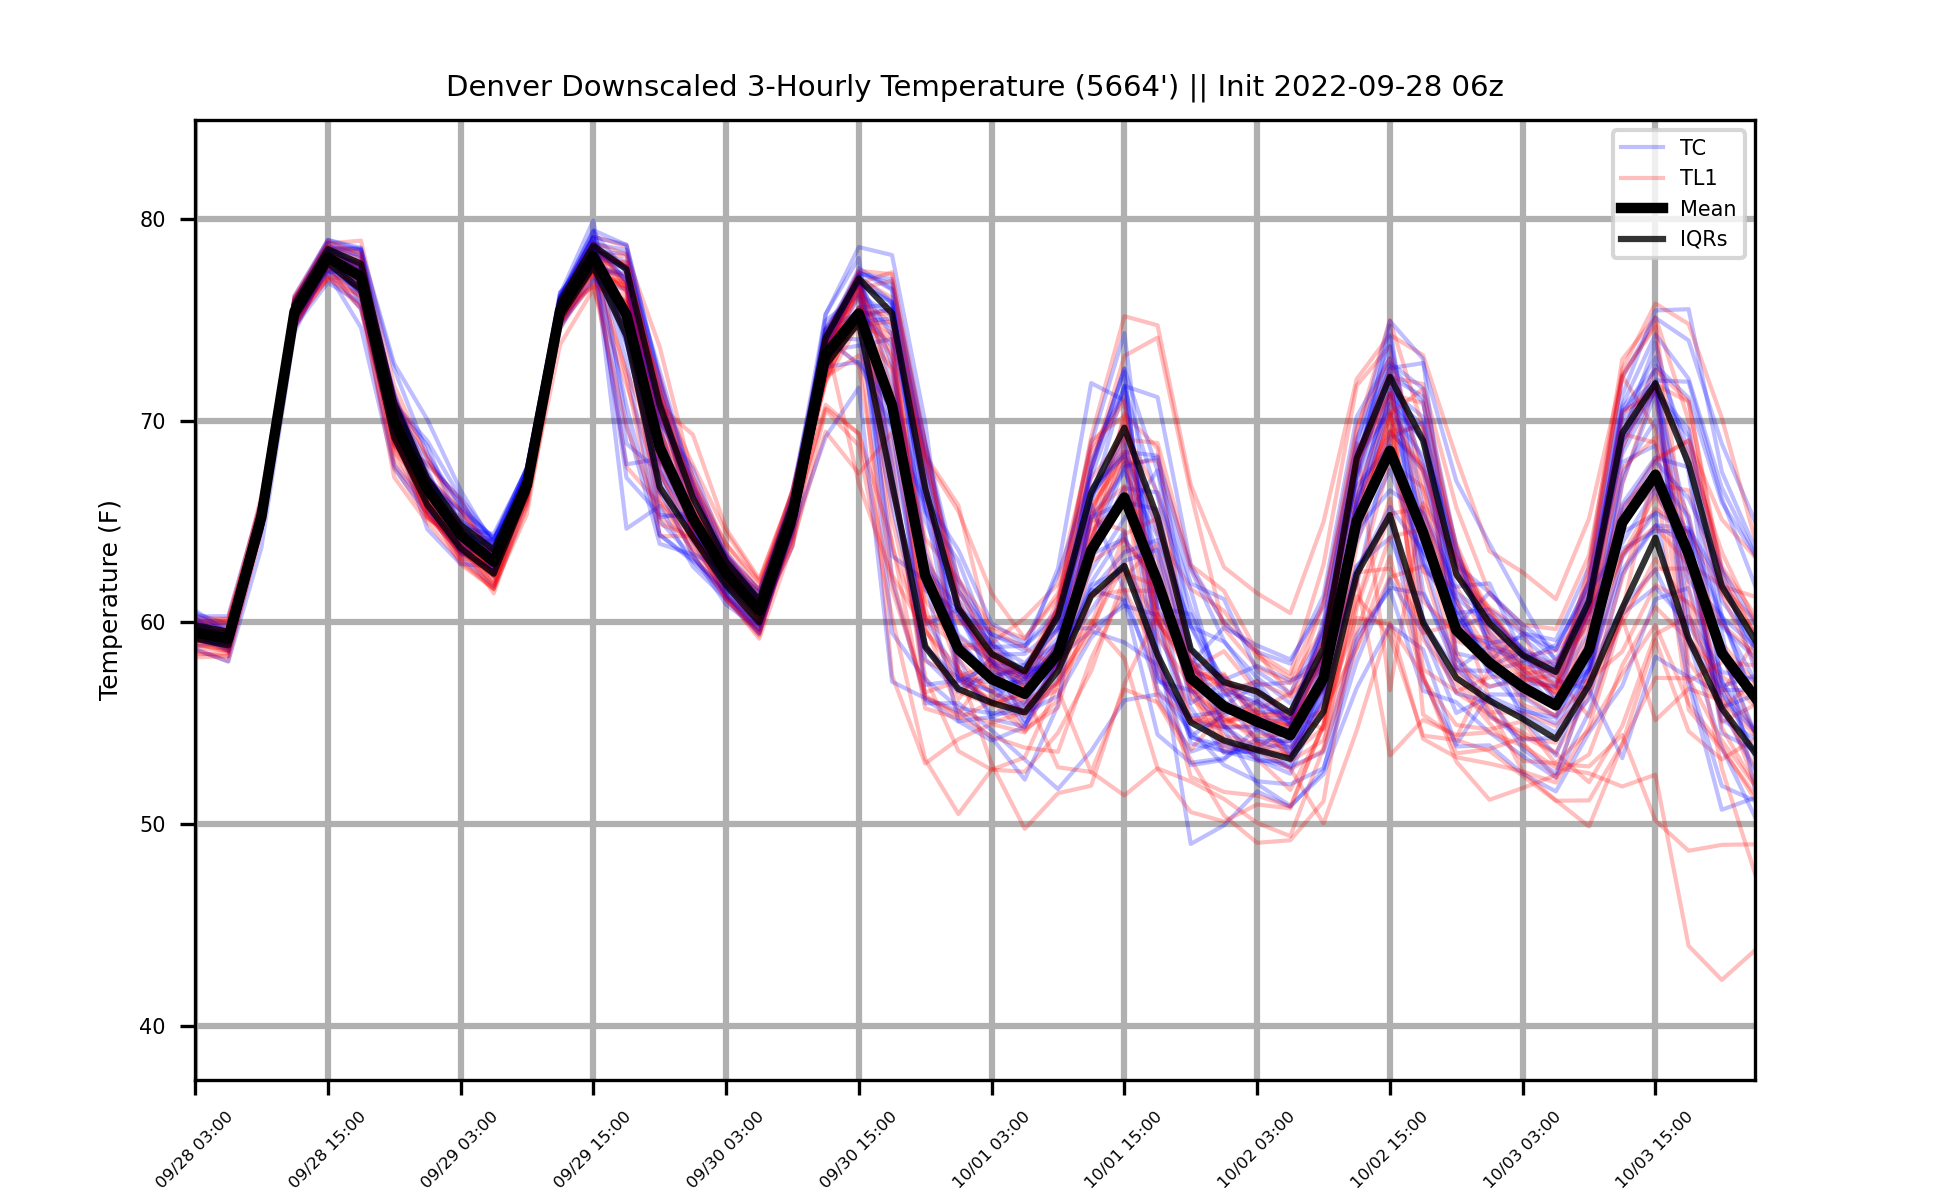 Denver Downscaled 3-Hourly Temperature (5664') || Init 2022-09-28 06z
TC
TL1
Mean
IQRs
Temperature (F)
80
70
60
50
40
09/28 03:00
09/28 15:00
09/29 03:00
09/29 15:00
09/30 03:00
09/30 15:00
10/01 03:00
10/01 15:00
10/02 03:00
10/02 15:00
10/03 03:00
10/03 15:00